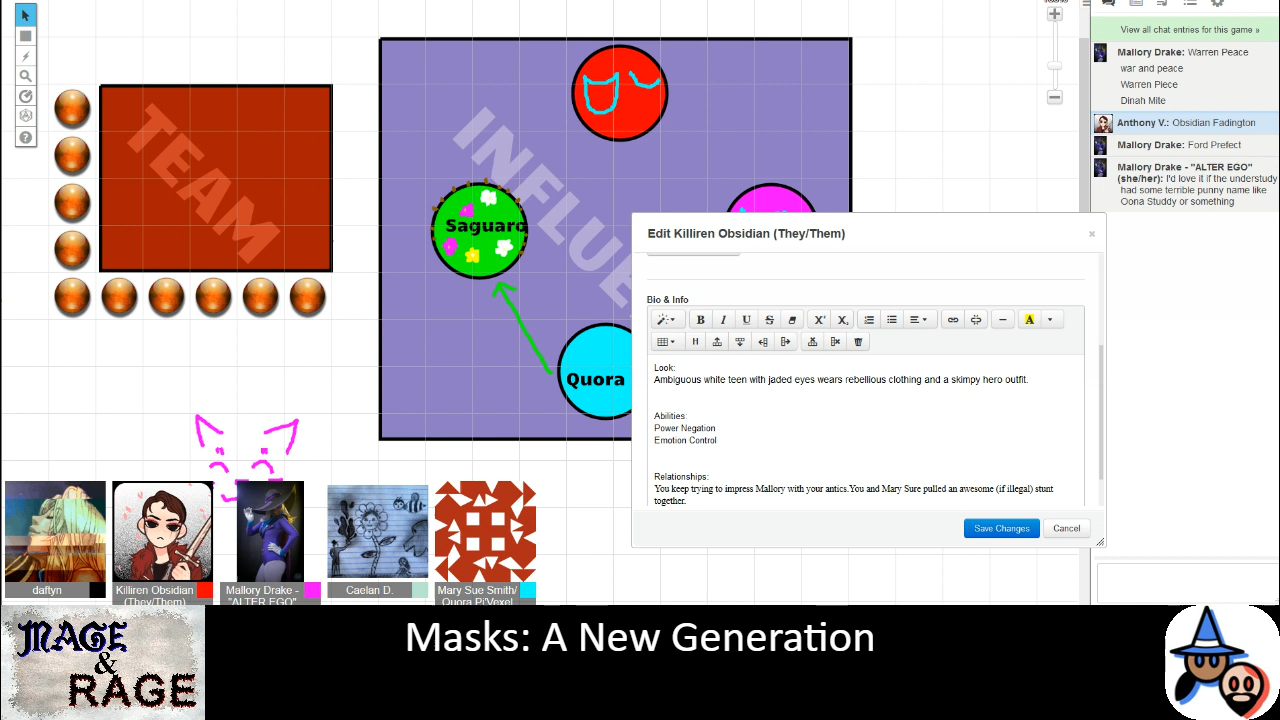 View all chat entries for this game »
Mallory Drake: Warren Peace
war and peace
Warren Piece
Dinah Mite
Anthony V.: Obsidian Fadington
Mallory Drake: Ford Prefect
Mallory Drake - "ALTER EGO"
(she/her): I'd love it if the understudy
had some terrible punny name like
Oona Studdy or something
TEAM
INFLUE
Saguaro
Quora
Edit Killiren Obsidian (They/Them)
Bio & Info
Look:
Ambiguous white teen with jaded eyes wears rebellious clothing and a skimpy hero outfit.
Abilities:
Power Negation
Emotion Control
Relationships:
You keep trying to impress Mallory with your antics.You and Mary Sure pulled an awesome (if illegal) stunt
together.
Save Changes
Cancel
daftyn
Killiren Obsidian
(They/Them)
Mallory Drake -
"ALTER EGO"
Caelan D.
Mary Sue Smith/
Quora Pi/Vexel
MAGE
&
RAGE
Masks: A New Generation